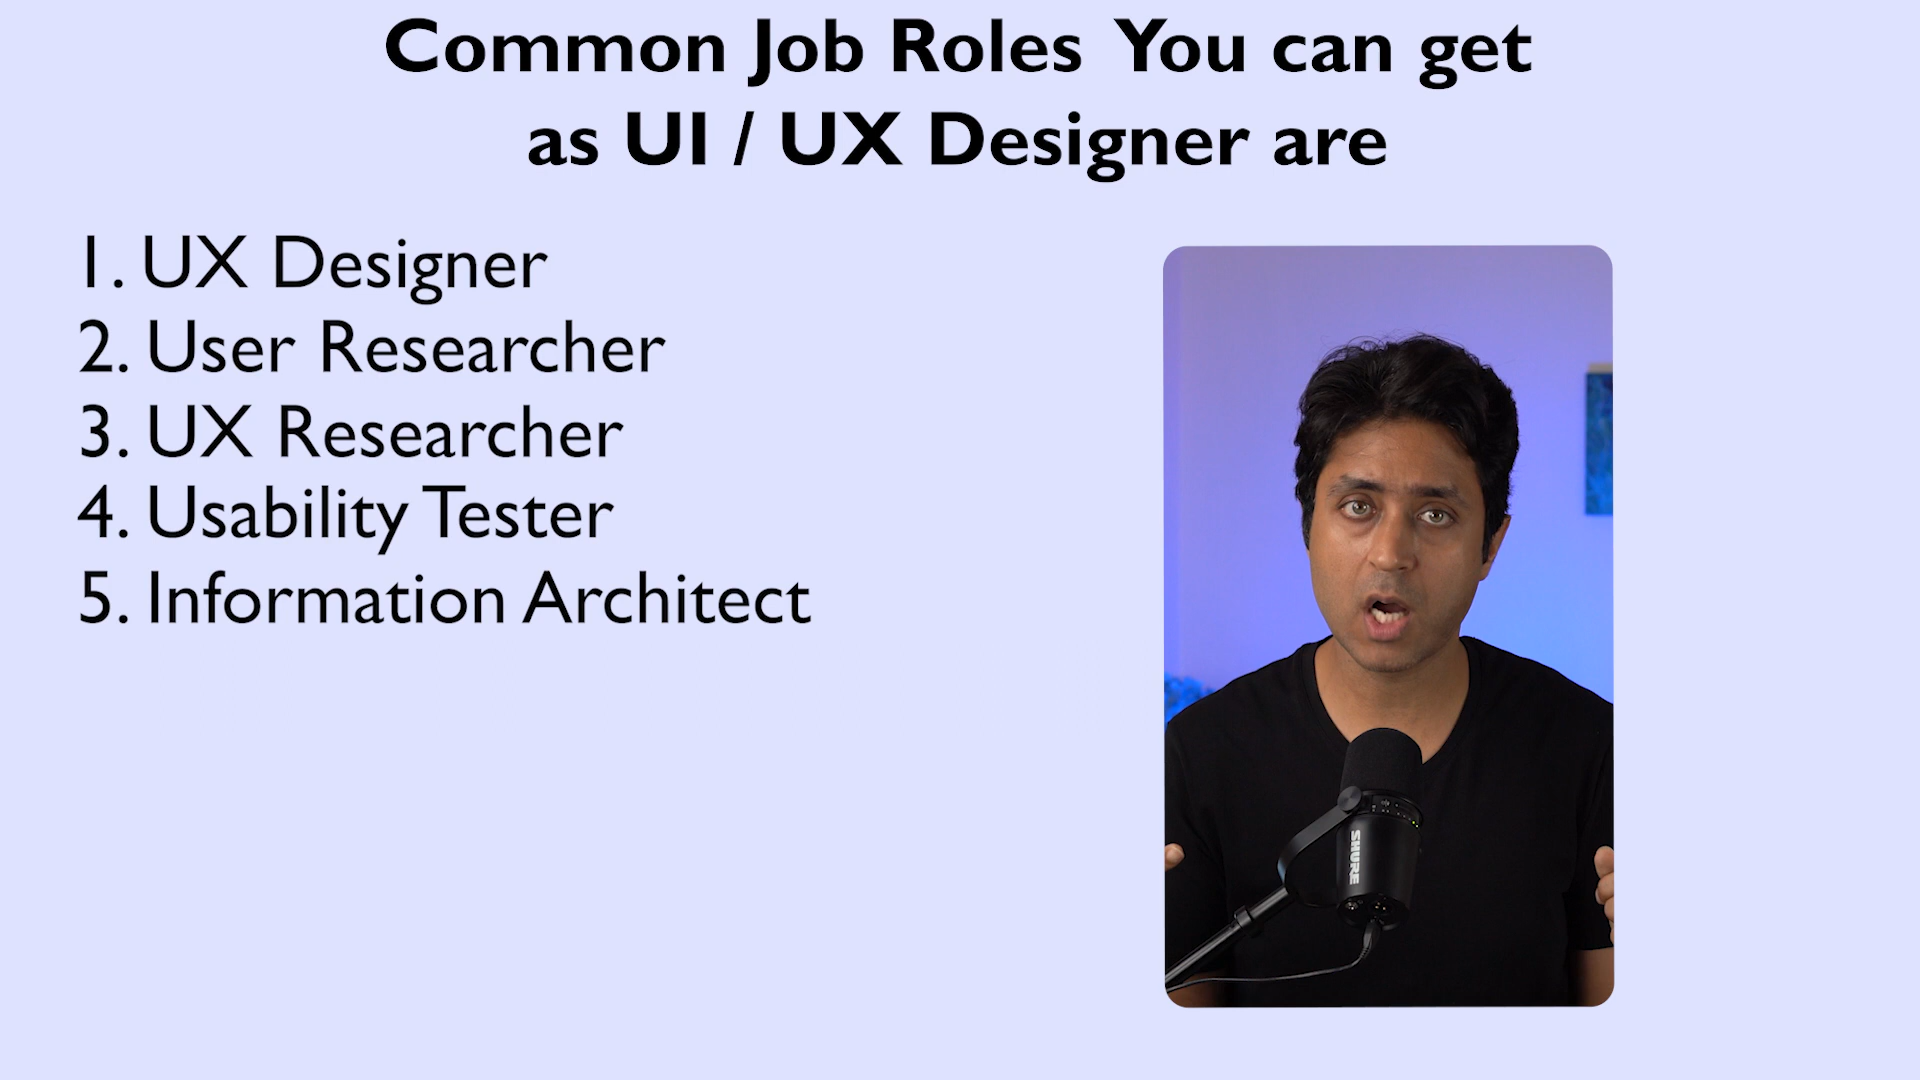 Common Job Roles You can get
as UI / UX Designer are
1. UX Designer
2. User Researcher
3. UX Researcher
4. Usability Tester
5. Information Architect
SHURE